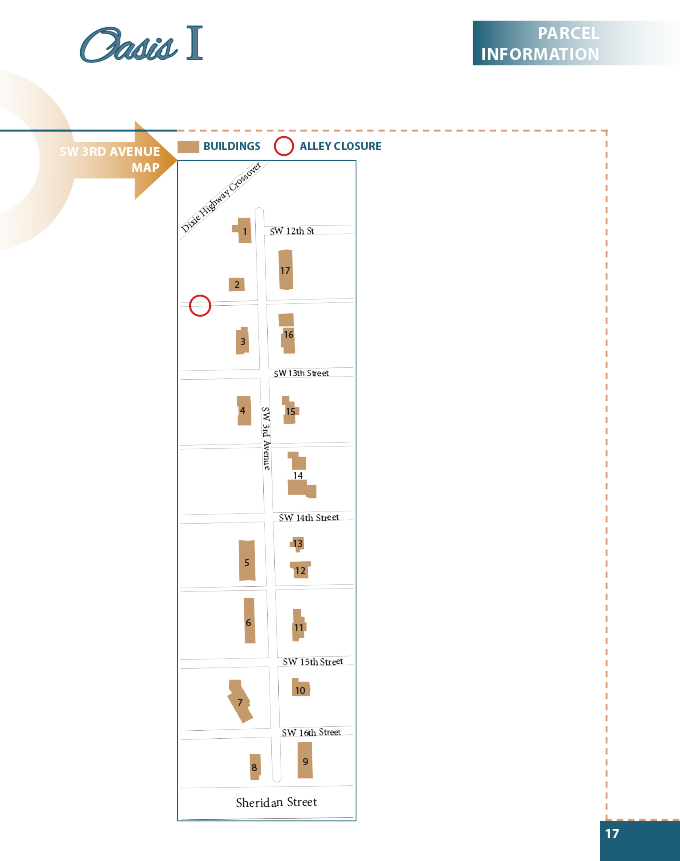 Oasis I
PARCEL
INFORMATION
SW 3RD AVENUE
MAP
BUILDINGS
ALLEY CLOSURE
Dixie Highway Crossover
1
SW 12th St
17
2
16
3
SW 13th Street
4
15
SW 3rd Avenue
14
SW 14th Street
13
5
12
6
11
SW 15th Street
10
7
SW 16th Street
9
8
Sheridan Street
17